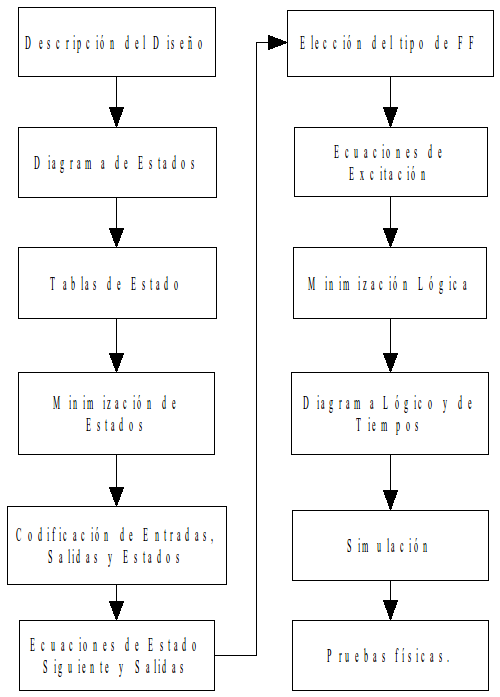 Descripción del Diseño
Diagrama de Estados
Tablas de Estado
Minimización de
Estados
Codificación de Entradas,
Salidas y Estados
Ecuaciones de Estado
Siguiente y Salidas
Elección del tipo de FF
Ecuaciones de
Excitación
Minimización Lógica
Diagrama Lógico y de
Tiempos
Simulación
Pruebas físicas.